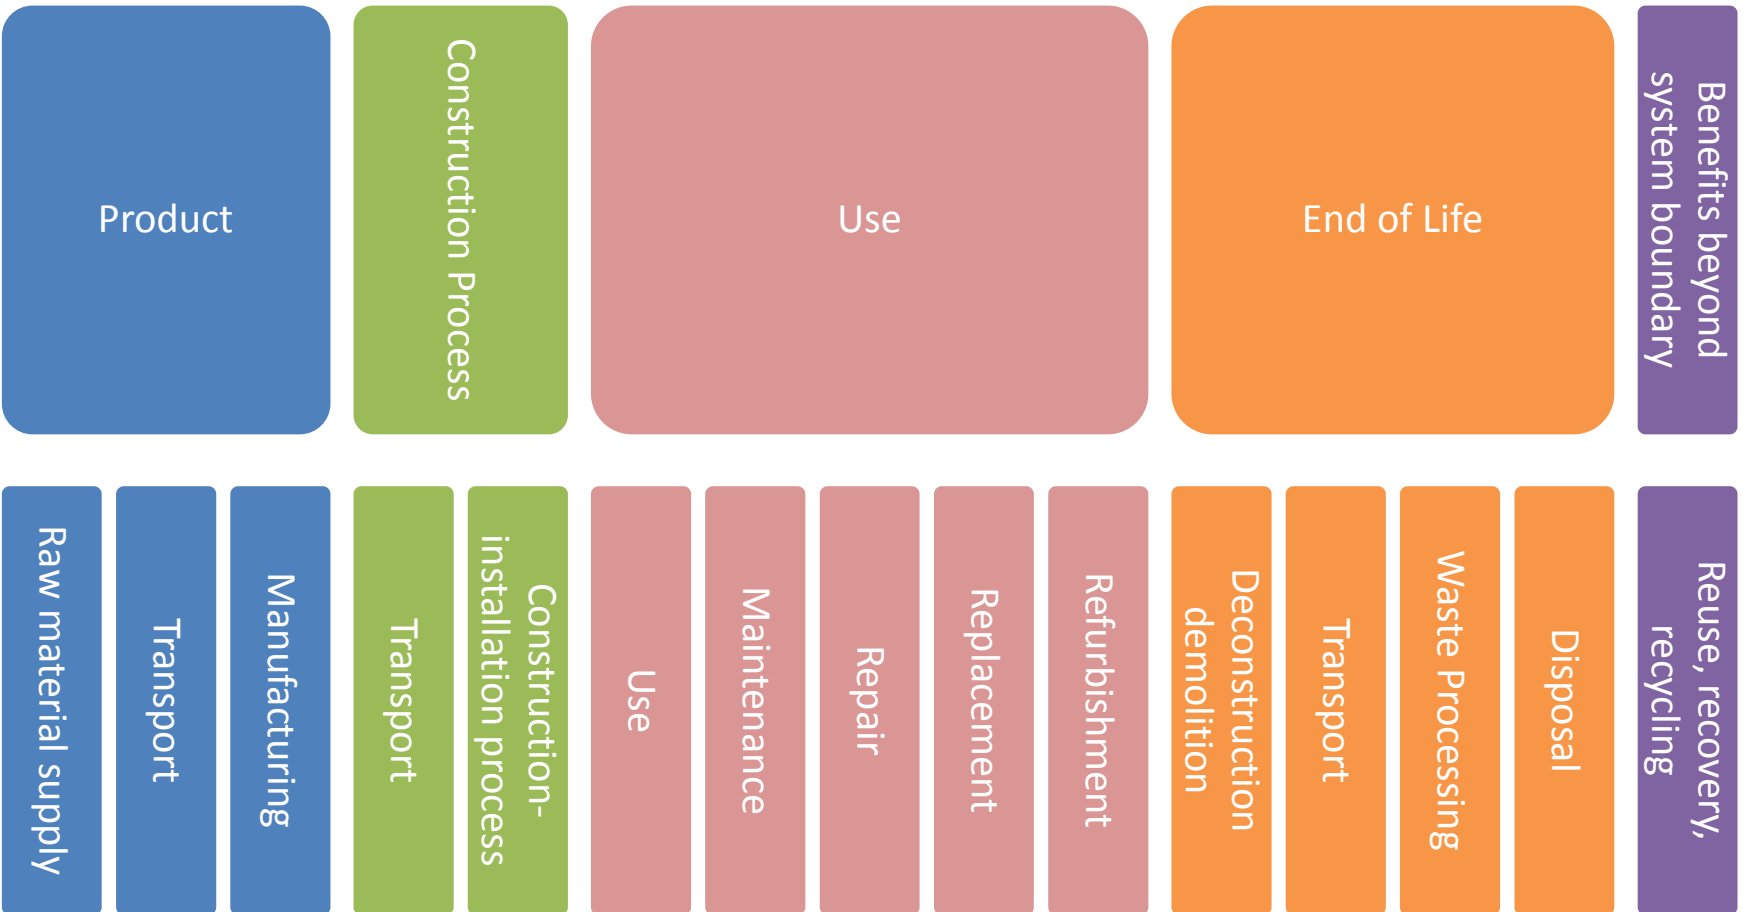 Product
Construction Process
Use
End of Life
Benefits beyond
system boundary
Raw material supply
Transport
Manufacturing
Transport
Construction-
installation process
Use
Maintenance
Repair
Replacement
Refurbishment
Deconstruction
demolition
Transport
Waste Processing
Disposal
Reuse, recovery,
recycling